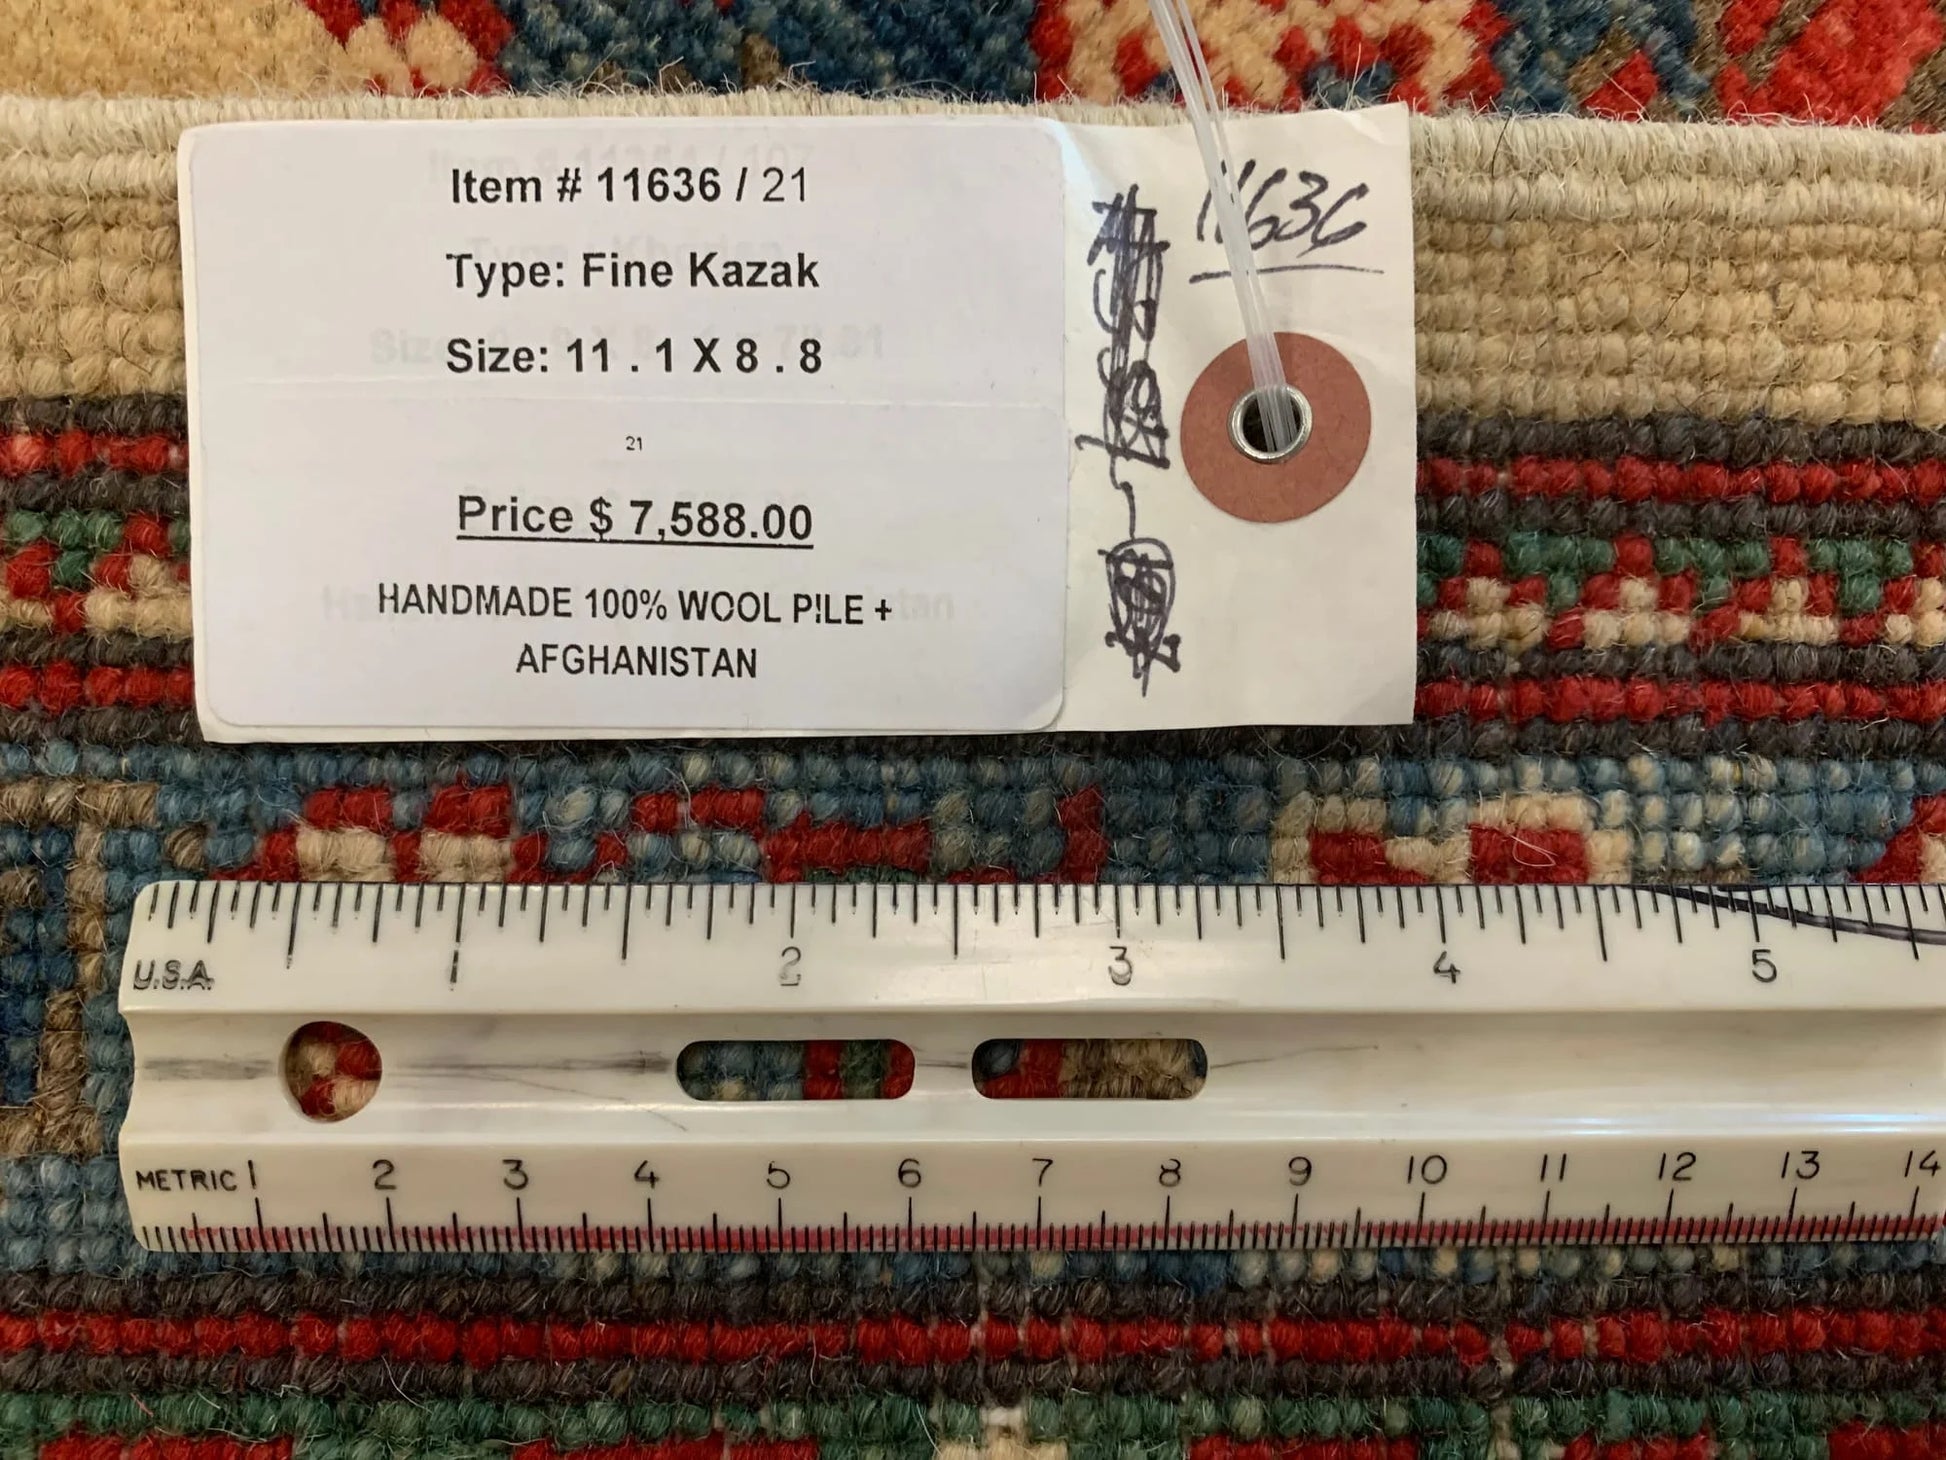 Item # 11636 / 21
Type: Fine Kazak
Size: 11 . 1 X 8 . 8
21
Price $ 7,588.00
HANDMADE 100% WOOL PILE +
AFGHANISTAN
11636
1 2 3 4 5
U.S.A.
METRIC 1 2 3 4 5 6 7 8 9 10 11 12 13 14